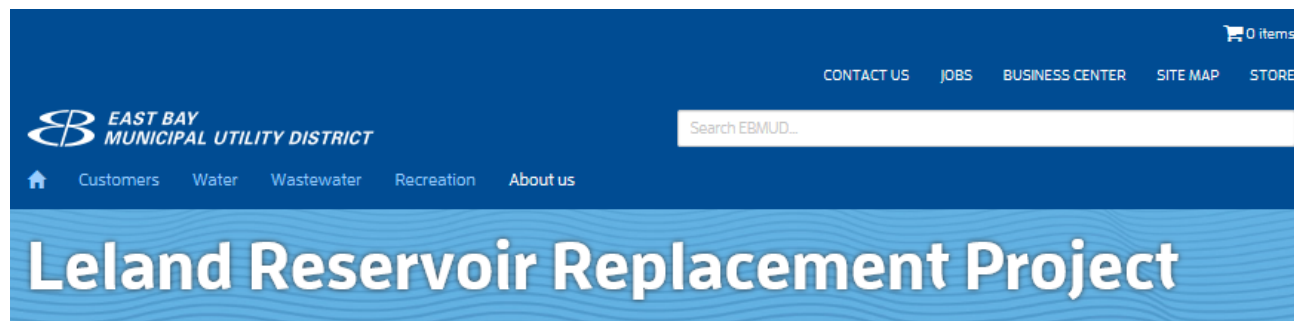 0 items
CONTACT US JOBS BUSINESS CENTER SITE MAP STORE
EAST BAY
MUNICIPAL UTILITY DISTRICT
Search EBMUD...
Customers Water Wastewater Recreation About us
Leland Reservoir Replacement Project